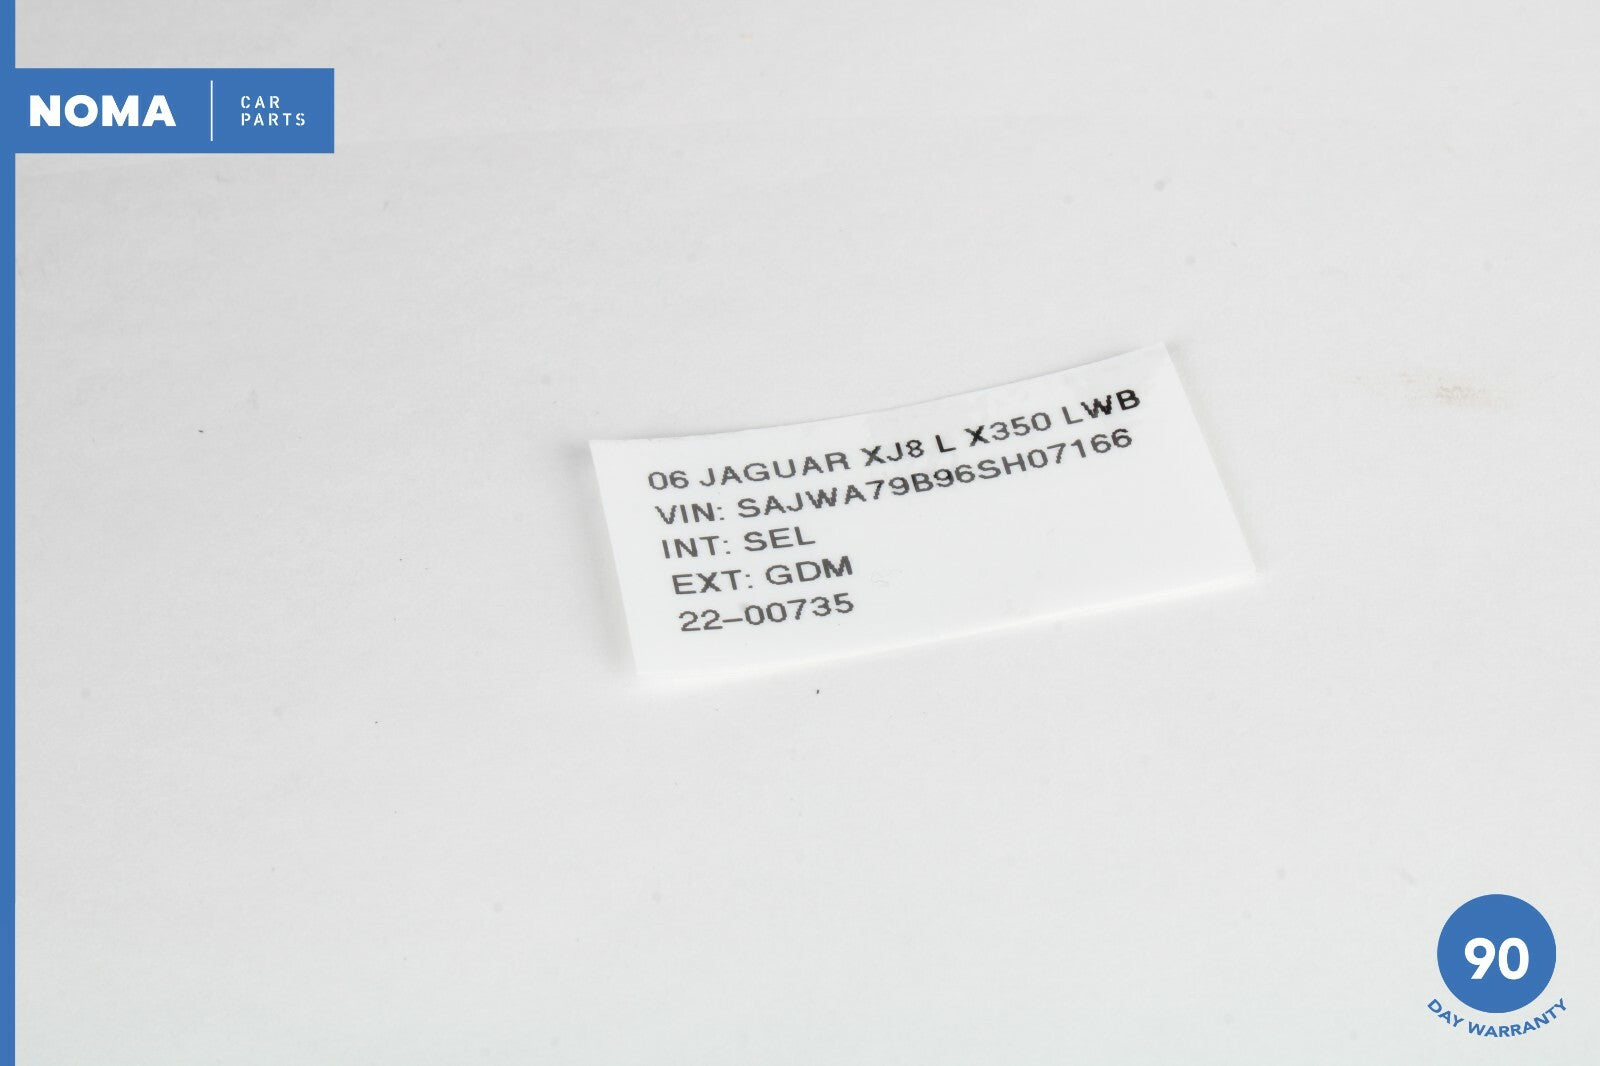 NOMA
CAR
PARTS
06 JAGUAR XJ8 L X350 LWB
VIN: SAJWA79B96SH07166
INT: SEL
EXT: GDM
22-00735
90
DAY WARRANTY